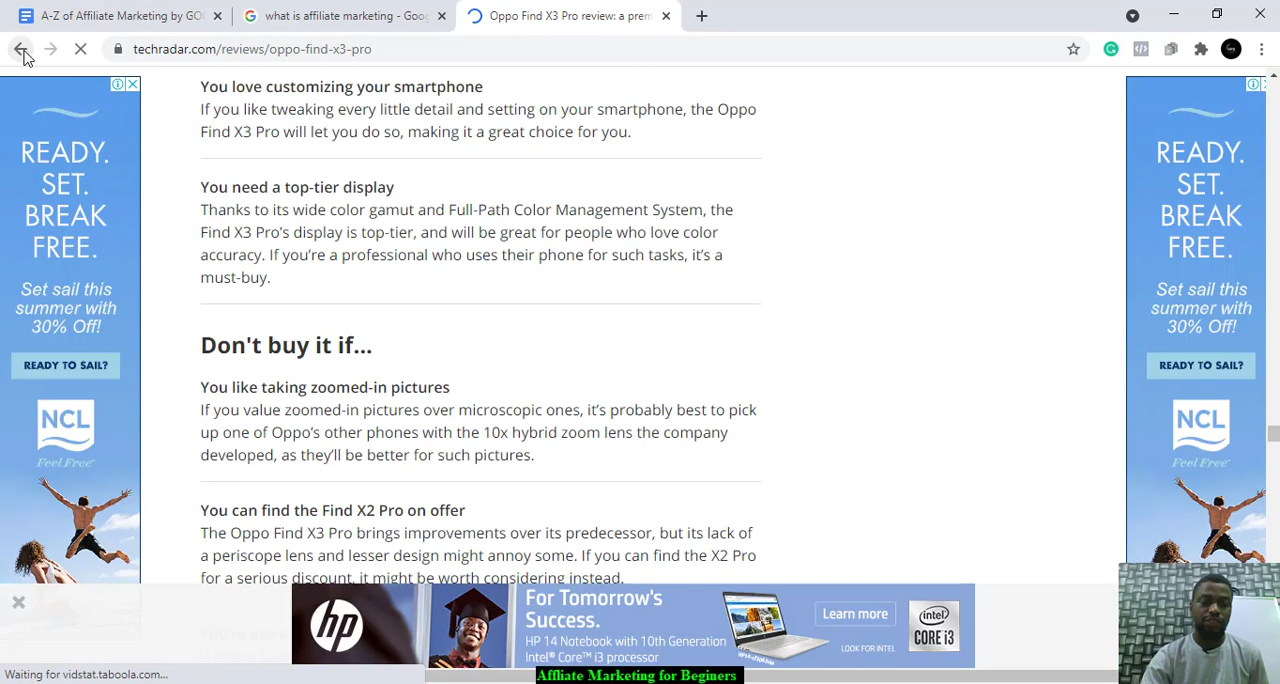 A-Z of Affiliate Marketing by GO
what is affiliate marketing - Goog
Oppo Find X3 Pro review: a prem
techradar.com/reviews/oppo-find-x3-pro
You love customizing your smartphone
If you like tweaking every little detail and setting on your smartphone, the Oppo
Find X3 Pro will let you do so, making it a great choice for you.
You need a top-tier display
Thanks to its wide color gamut and Full-Path Color Management System, the
Find X3 Pro's display is top-tier, and will be great for people who love color
accuracy. If you're a professional who uses their phone for such tasks, it's a
must-buy.
Don't buy it if...
You like taking zoomed-in pictures
If you value zoomed-in pictures over microscopic ones, it's probably best to pick
up one of Oppo's other phones with the 10x hybrid zoom lens the company
developed, as they'll be better for such pictures.
You can find the Find X2 Pro on offer
The Oppo Find X3 Pro brings improvements over its predecessor, but its lack of
a periscope lens and lesser design might annoy some. If you can find the X2 Pro
for a serious discount, it might be worth considering instead.
READY.
SET.
BREAK
FREE.
Set sail this
summer with
30% Off!
READY TO SAIL?
NCL
Feel Free
READY.
SET.
BREAK
FREE.
Set sail this
summer with
30% Off!
READY TO SAIL?
NCL
Feel Free
hp
For Tomorrow's
Success.
HP 14 Notebook with 10th Generation
Intel® Core™ i3 processor
Learn more
LOOK FOR INTEL
intel
CORE i3
Waiting for vidstat.taboola.com...
Affliate Marketing for Beginers